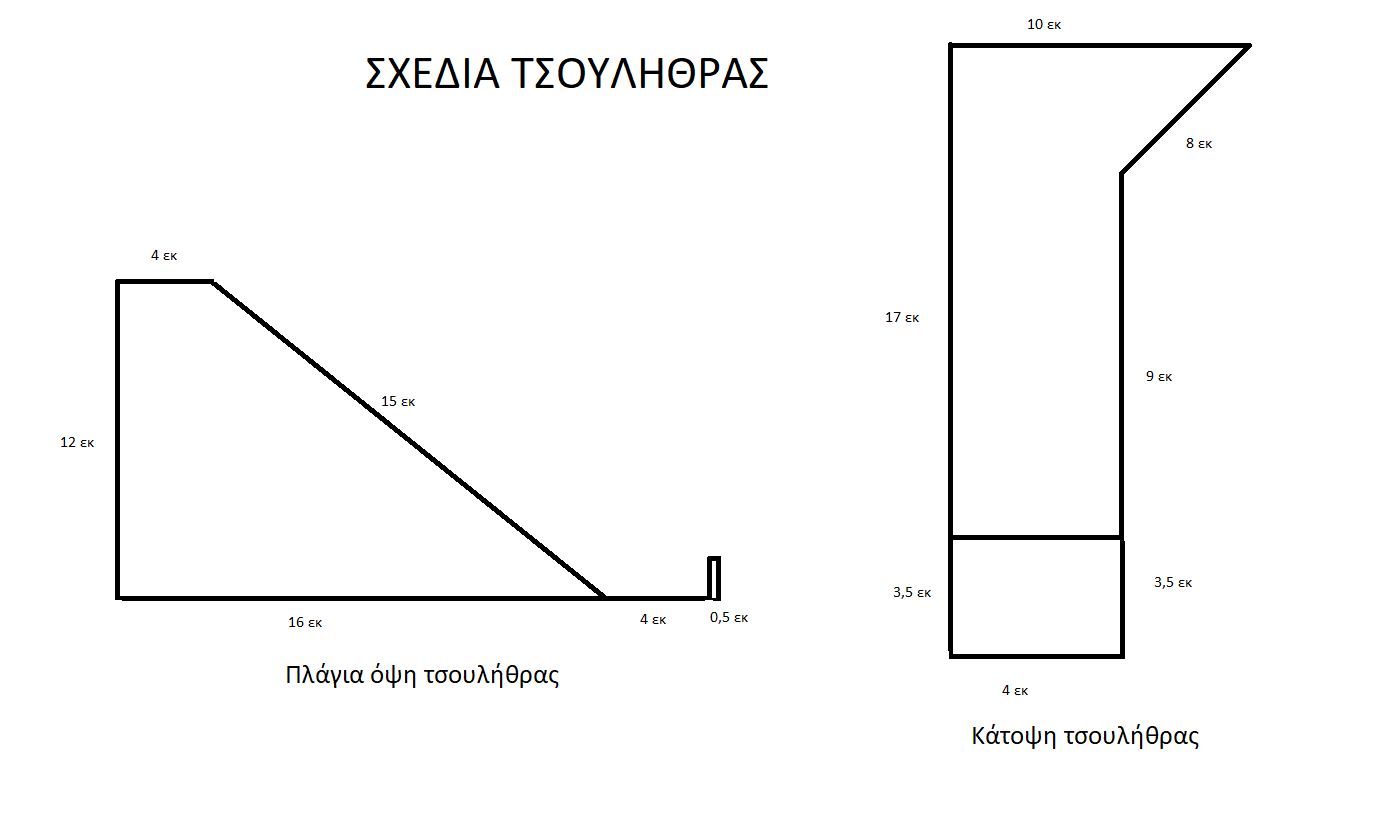 ΣΧΕΔΙΑ ΤΣΟΥΛΗΘΡΑΣ
4 εκ
12 εκ
15 εκ
16 εκ
4 εκ
0,5 εκ
Πλάγια όψη τσουλήθρας
10 εκ
8 εκ
17 εκ
9 εκ
3,5 εκ
3,5 εκ
4 εκ
Κάτοψη τσουλήθρας